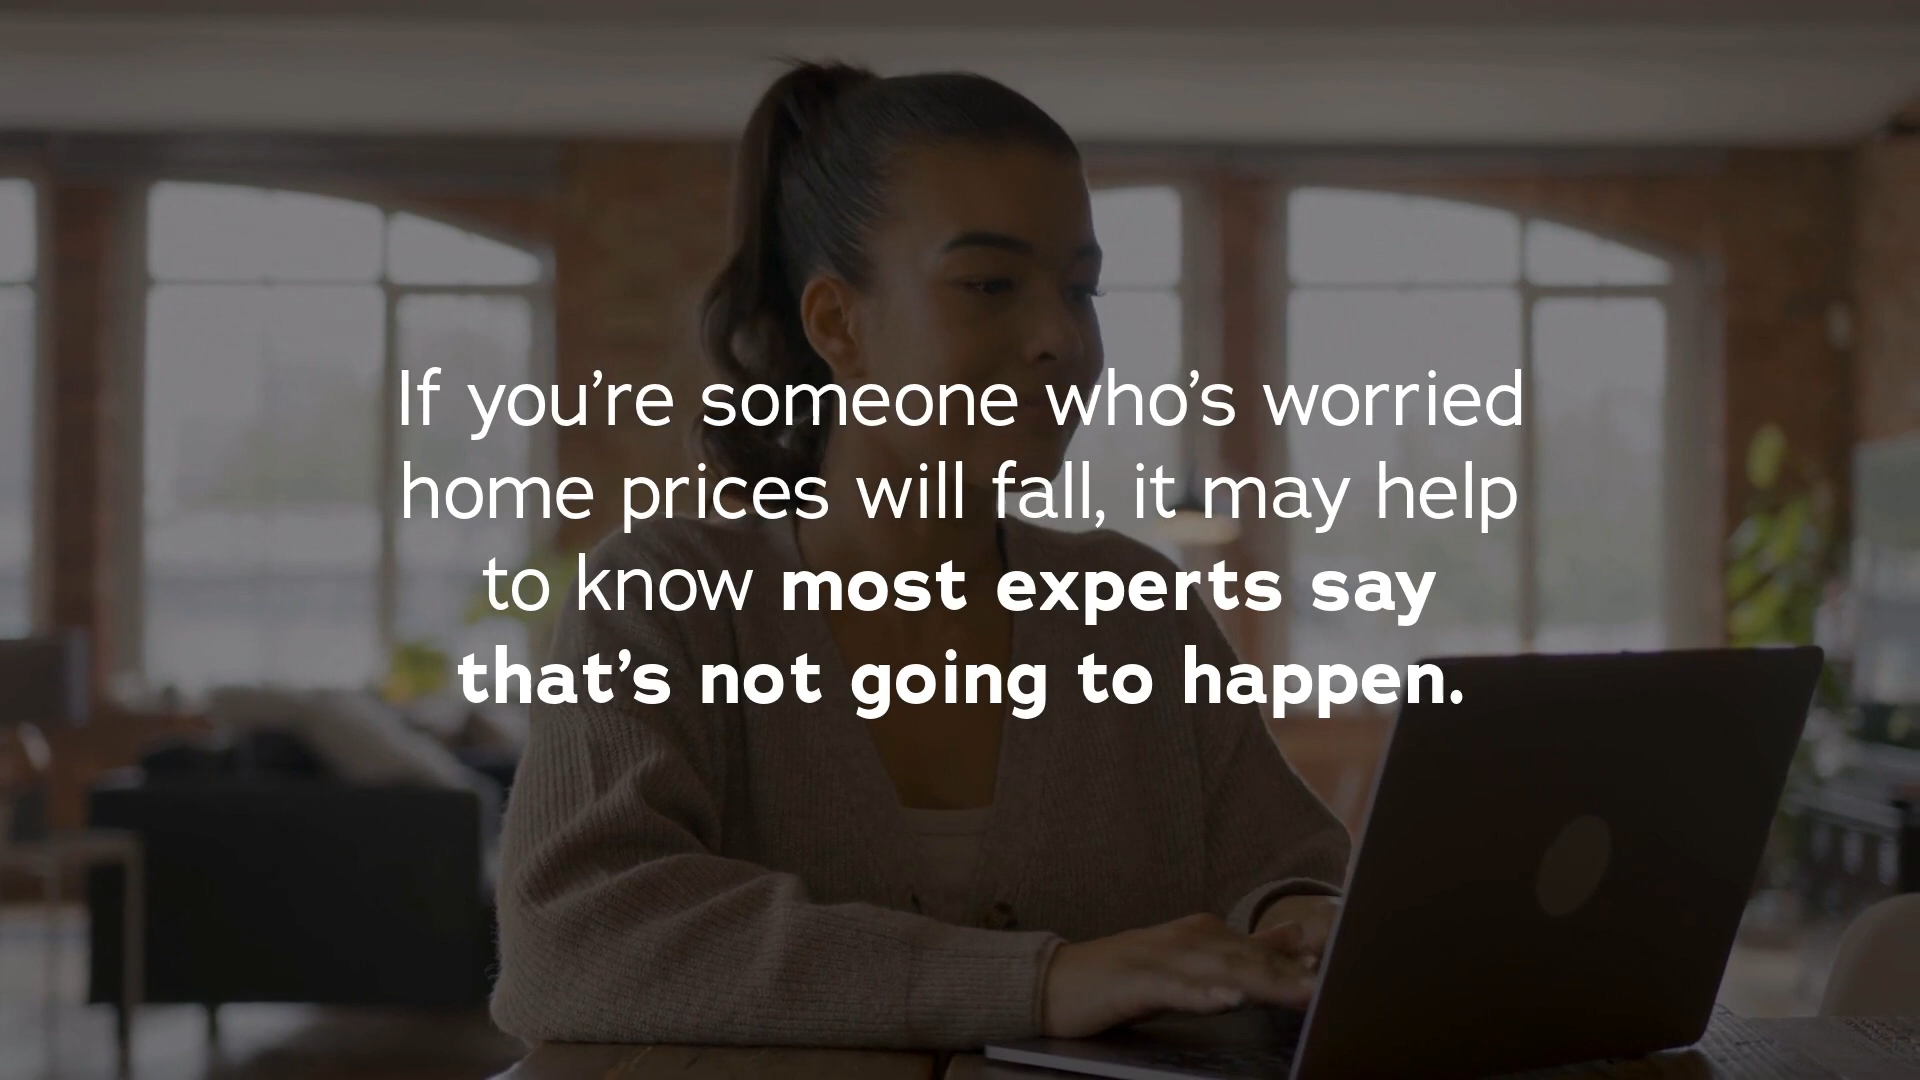 If you’re someone who’s worried
home prices will fall, it may help
to know most experts say
that’s not going to happen.